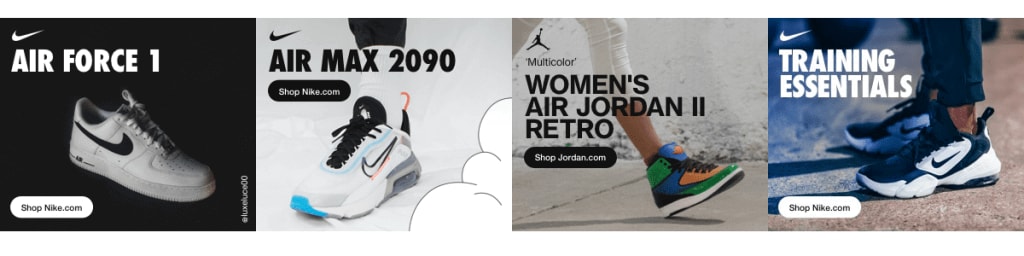 AIR FORCE 1
AIR
Shop Nike.com
@luxeluce00
AIR MAX 2090
Shop Nike.com
'Multicolor'
WOMEN'S
AIR JORDAN II
RETRO
Shop Jordan.com
TRAINING
ESSENTIALS
Shop Nike.com